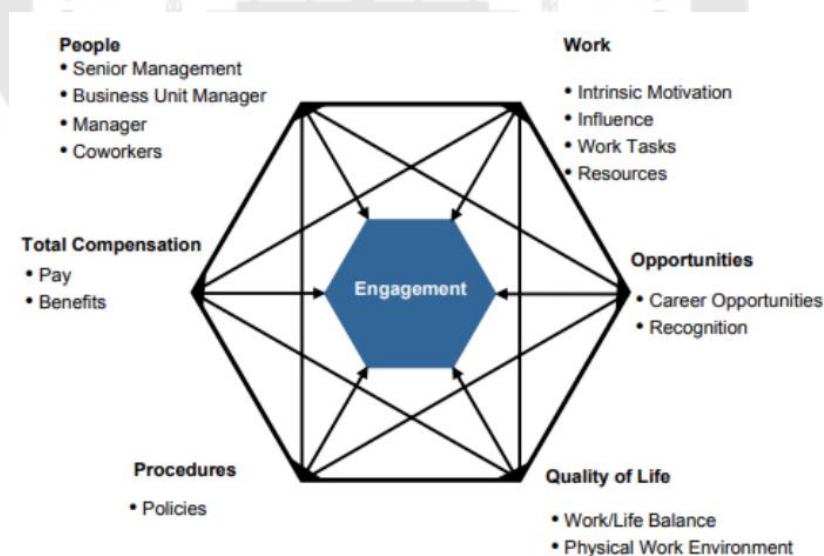 People
• Senior Management
• Business Unit Manager
• Manager
• Coworkers
Work
• Intrinsic Motivation
• Influence
• Work Tasks
• Resources
Total Compensation
• Pay
• Benefits
Engagement
Opportunities
• Career Opportunities
• Recognition
Procedures
• Policies
Quality of Life
• Work/Life Balance
• Physical Work Environment